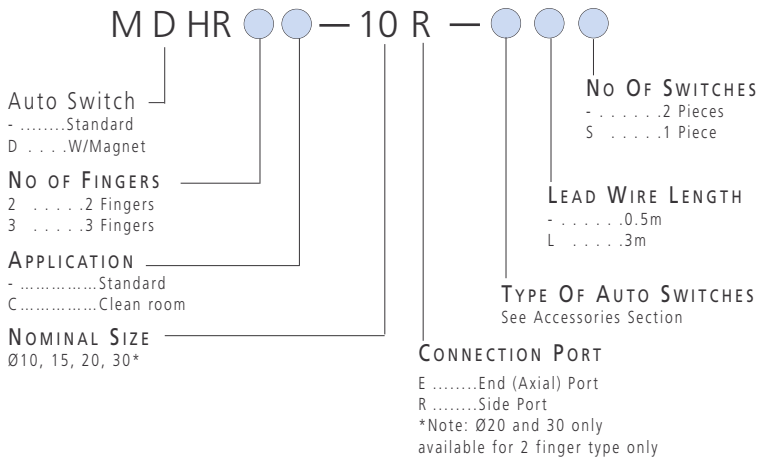 M D HR — 10 R —
Auto Switch
- ........Standard
D . . . .W/Magnet
NO OF FINGERS
2 . . . . .2 Fingers
3 . . . . .3 Fingers
APPLICATION
- ...............Standard
C...............Clean room
NOMINAL SIZE
Ø10, 15, 20, 30*
NO OF SWITCHES
- . . . . . .2 Pieces
S . . . . .1 Piece
LEAD WIRE LENGTH
- . . . . . .0.5m
L . . . . .3m
TYPE OF AUTO SWITCHES
See Accessories Section
CONNECTION PORT
E ........End (Axial) Port
R ........Side Port
*Note: Ø20 and 30 only
available for 2 finger type only